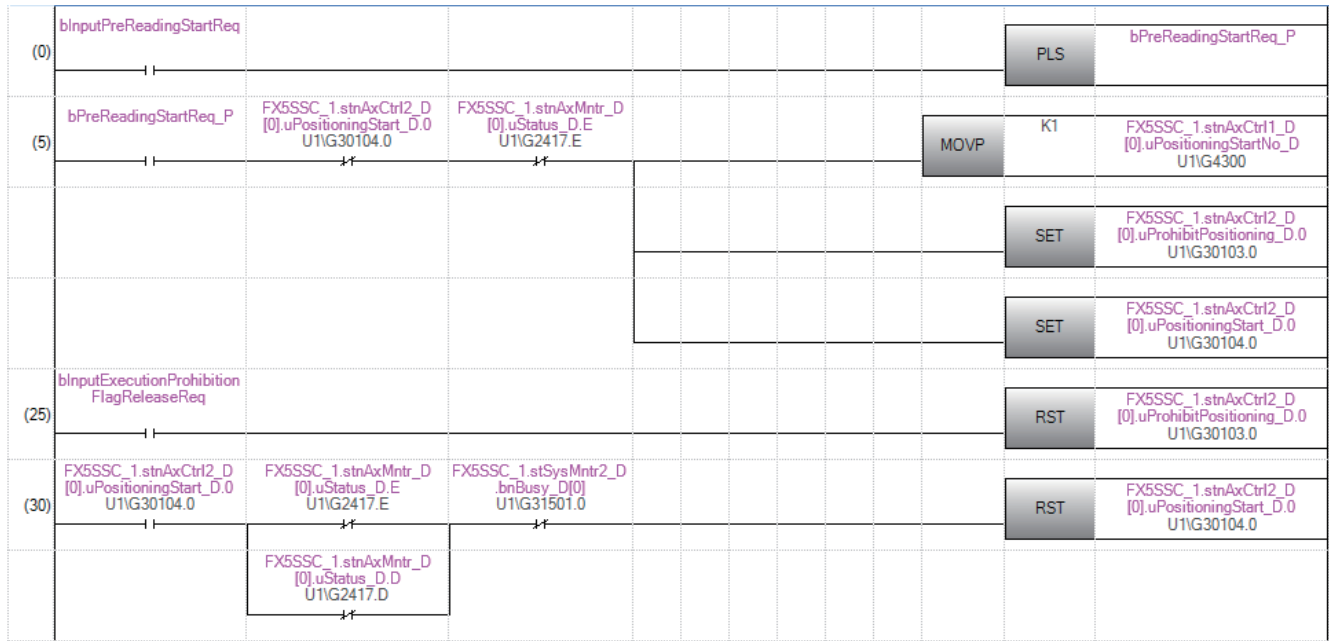 bInputPreReadingStartReq
(0)
PLS
bPreReadingStartReq_P
bPreReadingStartReq_P
FX5SSC_1.stnAxCtrl2_D
[0].uPositioningStart_D.0
U1\G30104.0
FX5SSC_1.stnAxMntr_D
[0].uStatus_D.E
U1\G2417.E
(5)
MOVP
K1
FX5SSC_1.stnAxCtrl1_D
[0].uPositioningStartNo_D
U1\G4300
SET
FX5SSC_1.stnAxCtrl2_D
[0].uProhibitPositioning_D.0
U1\G30103.0
SET
FX5SSC_1.stnAxCtrl2_D
[0].uPositioningStart_D.0
U1\G30104.0
bInputExecutionProhibition
FlagReleaseReq
(25)
RST
FX5SSC_1.stnAxCtrl2_D
[0].uProhibitPositioning_D.0
U1\G30103.0
FX5SSC_1.stnAxCtrl2_D
[0].uPositioningStart_D.0
U1\G30104.0
FX5SSC_1.stnAxMntr_D
[0].uStatus_D.E
U1\G2417.E
FX5SSC_1.stSysMntr2_D
.bnBusy_D[0]
U1\G31501.0
(30)
RST
FX5SSC_1.stnAxCtrl2_D
[0].uPositioningStart_D.0
U1\G30104.0
FX5SSC_1.stnAxMntr_D
[0].uStatus_D.D
U1\G2417.D